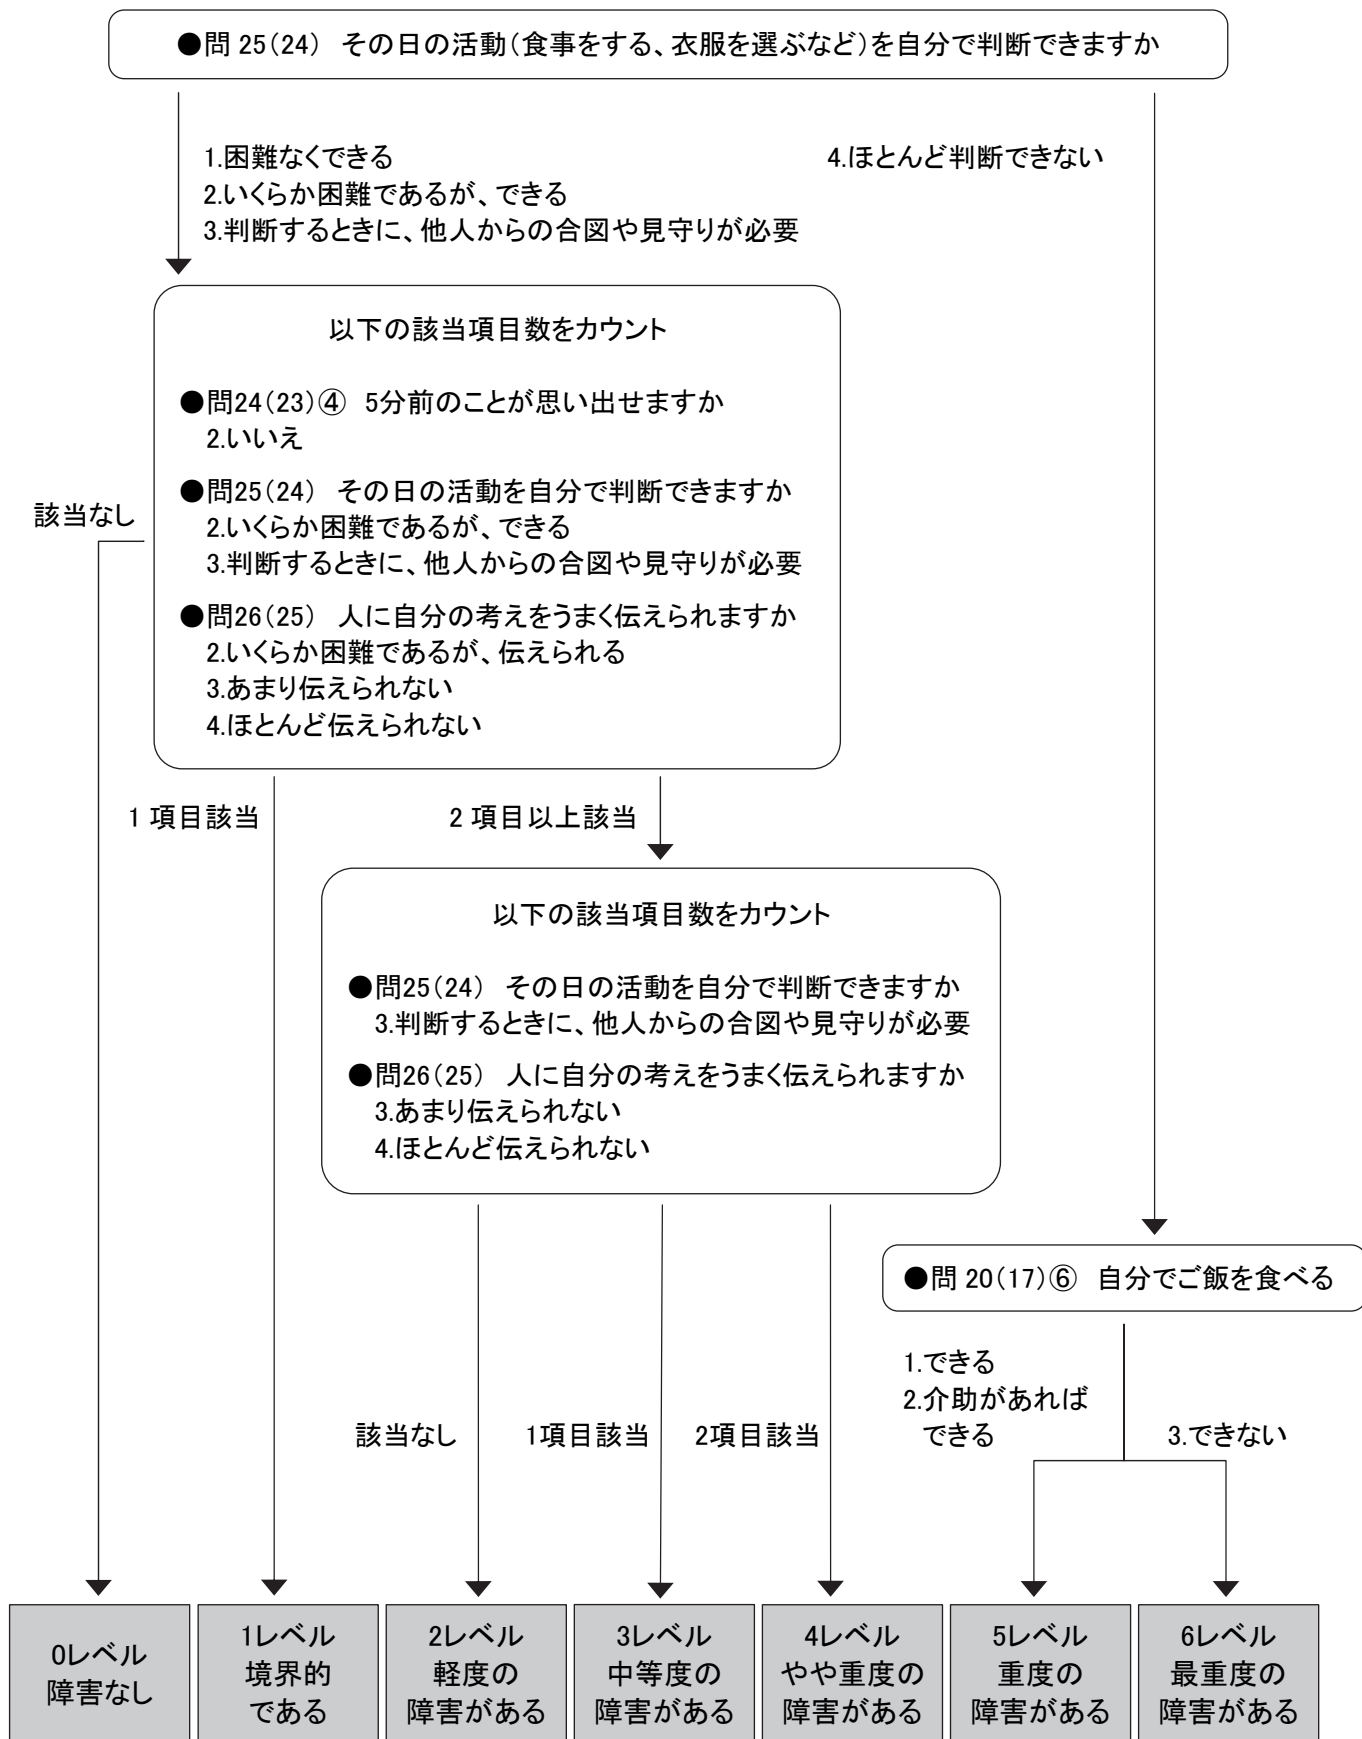 ●問 25(24) その日の活動(食事をする、衣服を選ぶなど)を自分で判断できますか
1.困難なくできる
2.いくらか困難であるが、できる
3.判断するときに、他人からの合図や見守りが必要
4.ほとんど判断できない
以下の該当項目数をカウント
●問24(23)④ 5分前のことが思い出せますか
2.いいえ
●問25(24) その日の活動を自分で判断できますか
2.いくらか困難であるが、できる
3.判断するときに、他人からの合図や見守りが必要
●問26(25) 人に自分の考えをうまく伝えられますか
2.いくらか困難であるが、伝えられる
3.あまり伝えられない
4.ほとんど伝えられない
該当なし
1 項目該当
2 項目以上該当
以下の該当項目数をカウント
●問25(24) その日の活動を自分で判断できますか
3.判断するときに、他人からの合図や見守りが必要
●問26(25) 人に自分の考えをうまく伝えられますか
3.あまり伝えられない
4.ほとんど伝えられない
●問 20(17)⑥ 自分でご飯を食べる
1.できる
2.介助があれば
できる
3.できない
該当なし
1項目該当
2項目該当
0レベル
障害なし
1レベル
境界的
である
2レベル
軽度の
障害がある
3レベル
中等度の
障害がある
4レベル
やや重度の
障害がある
5レベル
重度の
障害がある
6レベル
最重度の
障害がある